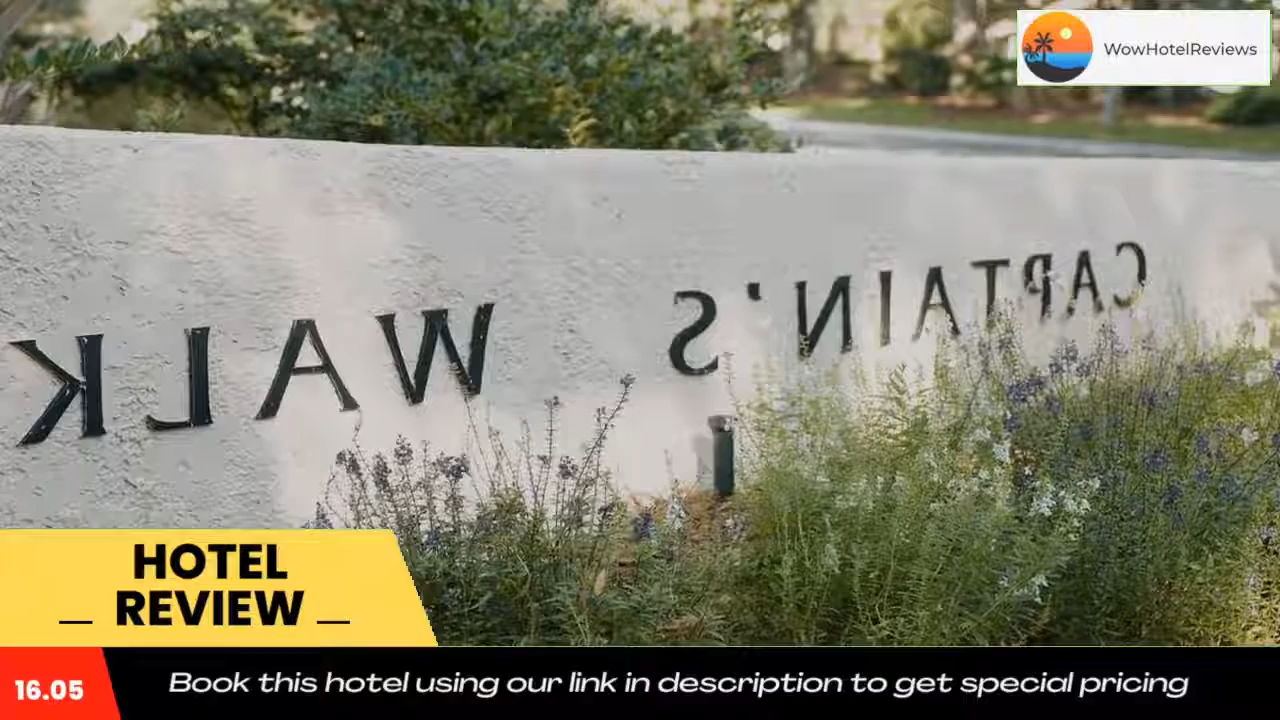 WowHotelReviews
CAPTAIN'S WALK
HOTEL
REVIEW
16.05
Book this hotel using our link in description to get special pricing